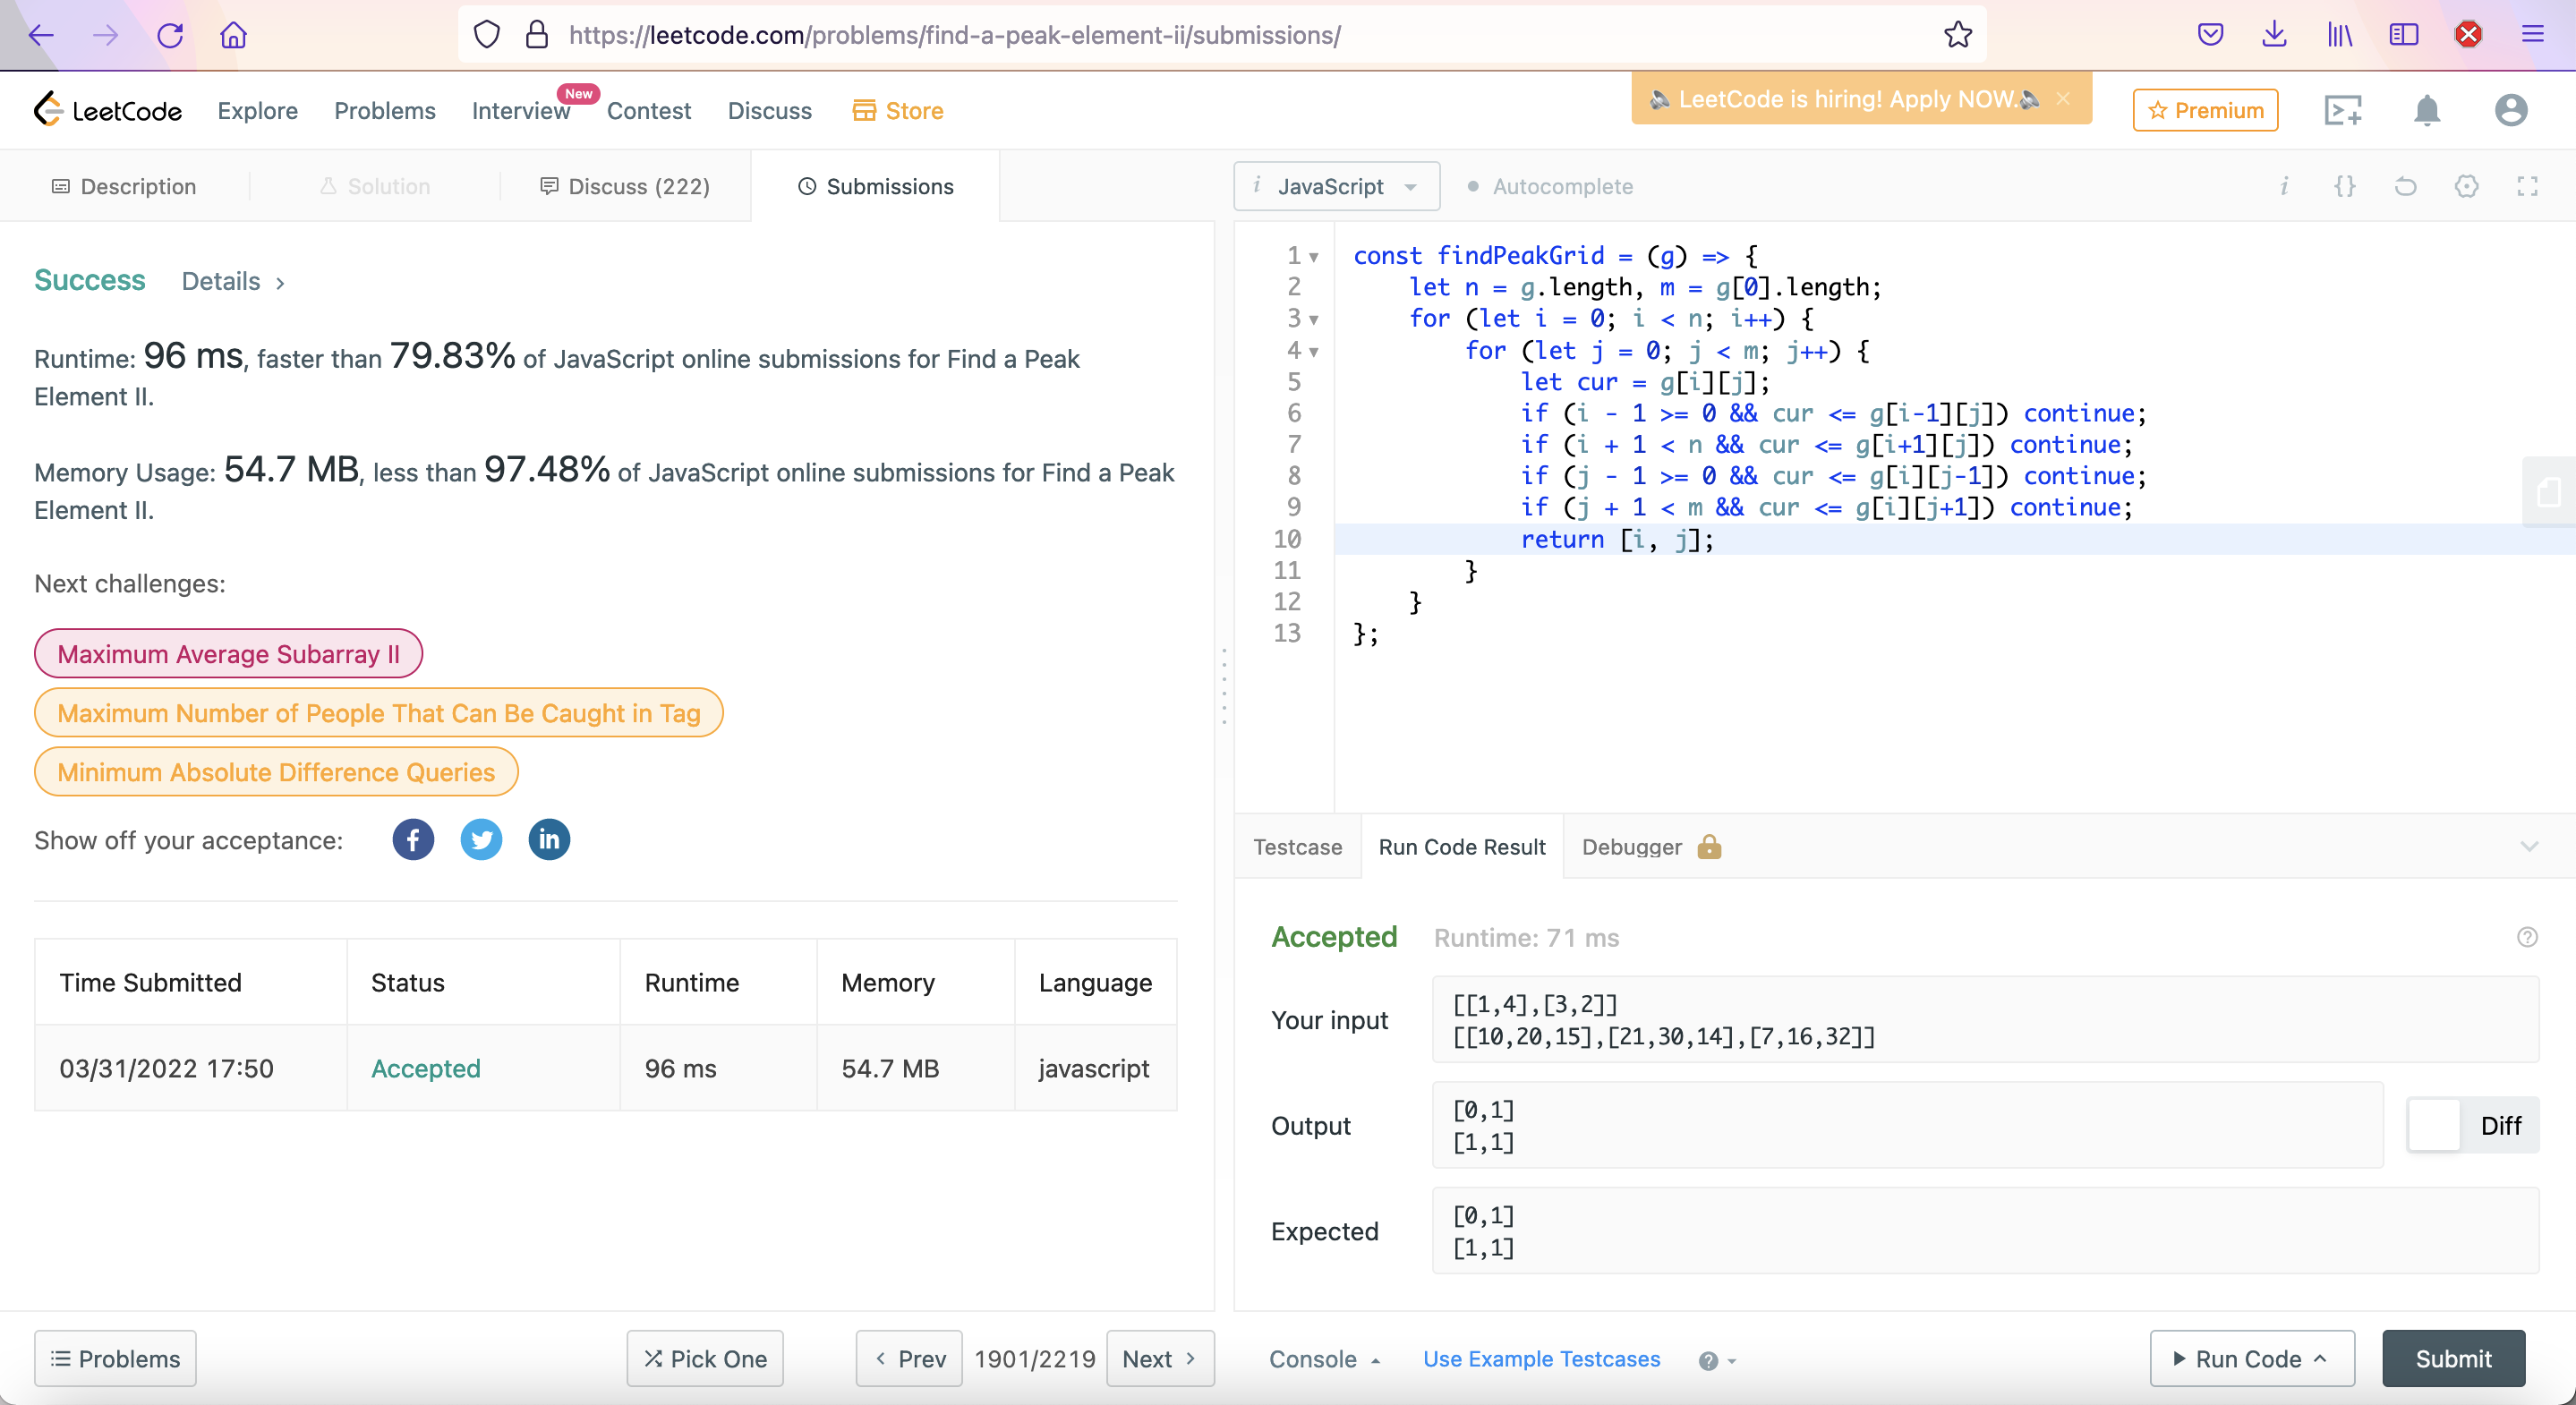 https://leetcode.com/problems/find-a-peak-element-ii/submissions/
LeetCode Explore Problems Interview New Contest Discuss Store LeetCode is hiring! Apply NOW. Premium
Description Solution Discuss (222) Submissions
Success Details
Runtime: 96 ms, faster than 79.83% of JavaScript online submissions for Find a Peak
Element II.
Memory Usage: 54.7 MB, less than 97.48% of JavaScript online submissions for Find a Peak
Element II.
Next challenges:
Maximum Average Subarray II
Maximum Number of People That Can Be Caught in Tag
Minimum Absolute Difference Queries
Show off your acceptance:
Time Submitted Status Runtime Memory Language
03/31/2022 17:50 Accepted 96 ms 54.7 MB javascript
Problems Pick One Prev 1901/2219 Next
i JavaScript Autocomplete
1 const findPeakGrid = (g) => {
2 let n = g.length, m = g[0].length;
3 for (let i = 0; i < n; i++) {
4 for (let j = 0; j < m; j++) {
5 let cur = g[i][j];
6 if (i - 1 >= 0 && cur <= g[i-1][j]) continue;
7 if (i + 1 < n && cur <= g[i+1][j]) continue;
8 if (j - 1 >= 0 && cur <= g[i][j-1]) continue;
9 if (j + 1 < m && cur <= g[i][j+1]) continue;
10 return [i, j];
11 }
12 }
13 };
Testcase Run Code Result Debugger
Accepted Runtime: 71 ms
Your input
[[1,4],[3,2]]
[[10,20,15],[21,30,14],[7,16,32]]
Output
[0,1]
[1,1]
Diff
Expected
[0,1]
[1,1]
Console Use Example Testcases Run Code Submit